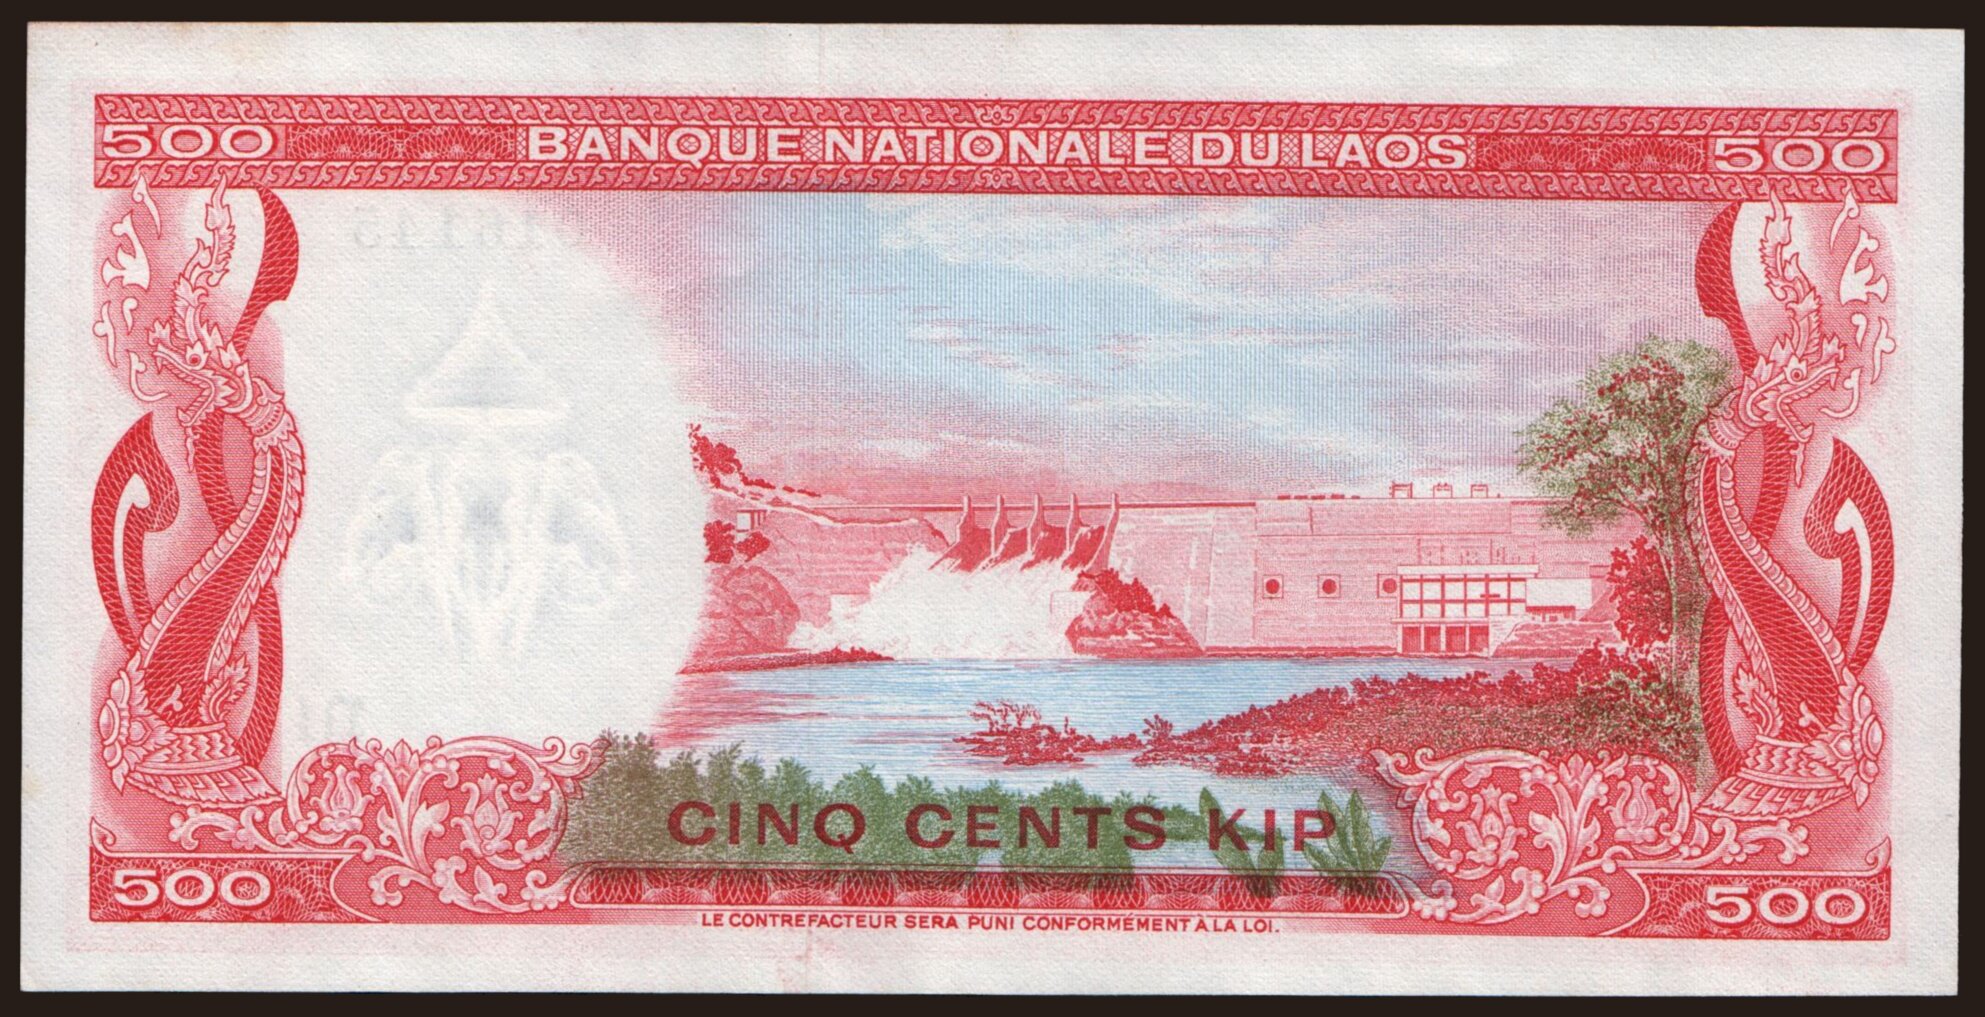 500 BANQUE NATIONALE DU LAOS 500
CINQ CENTS KIP
500 500
LE CONTREFACTEUR SERA PUNI CONFORMÉMENT À LA LOI.